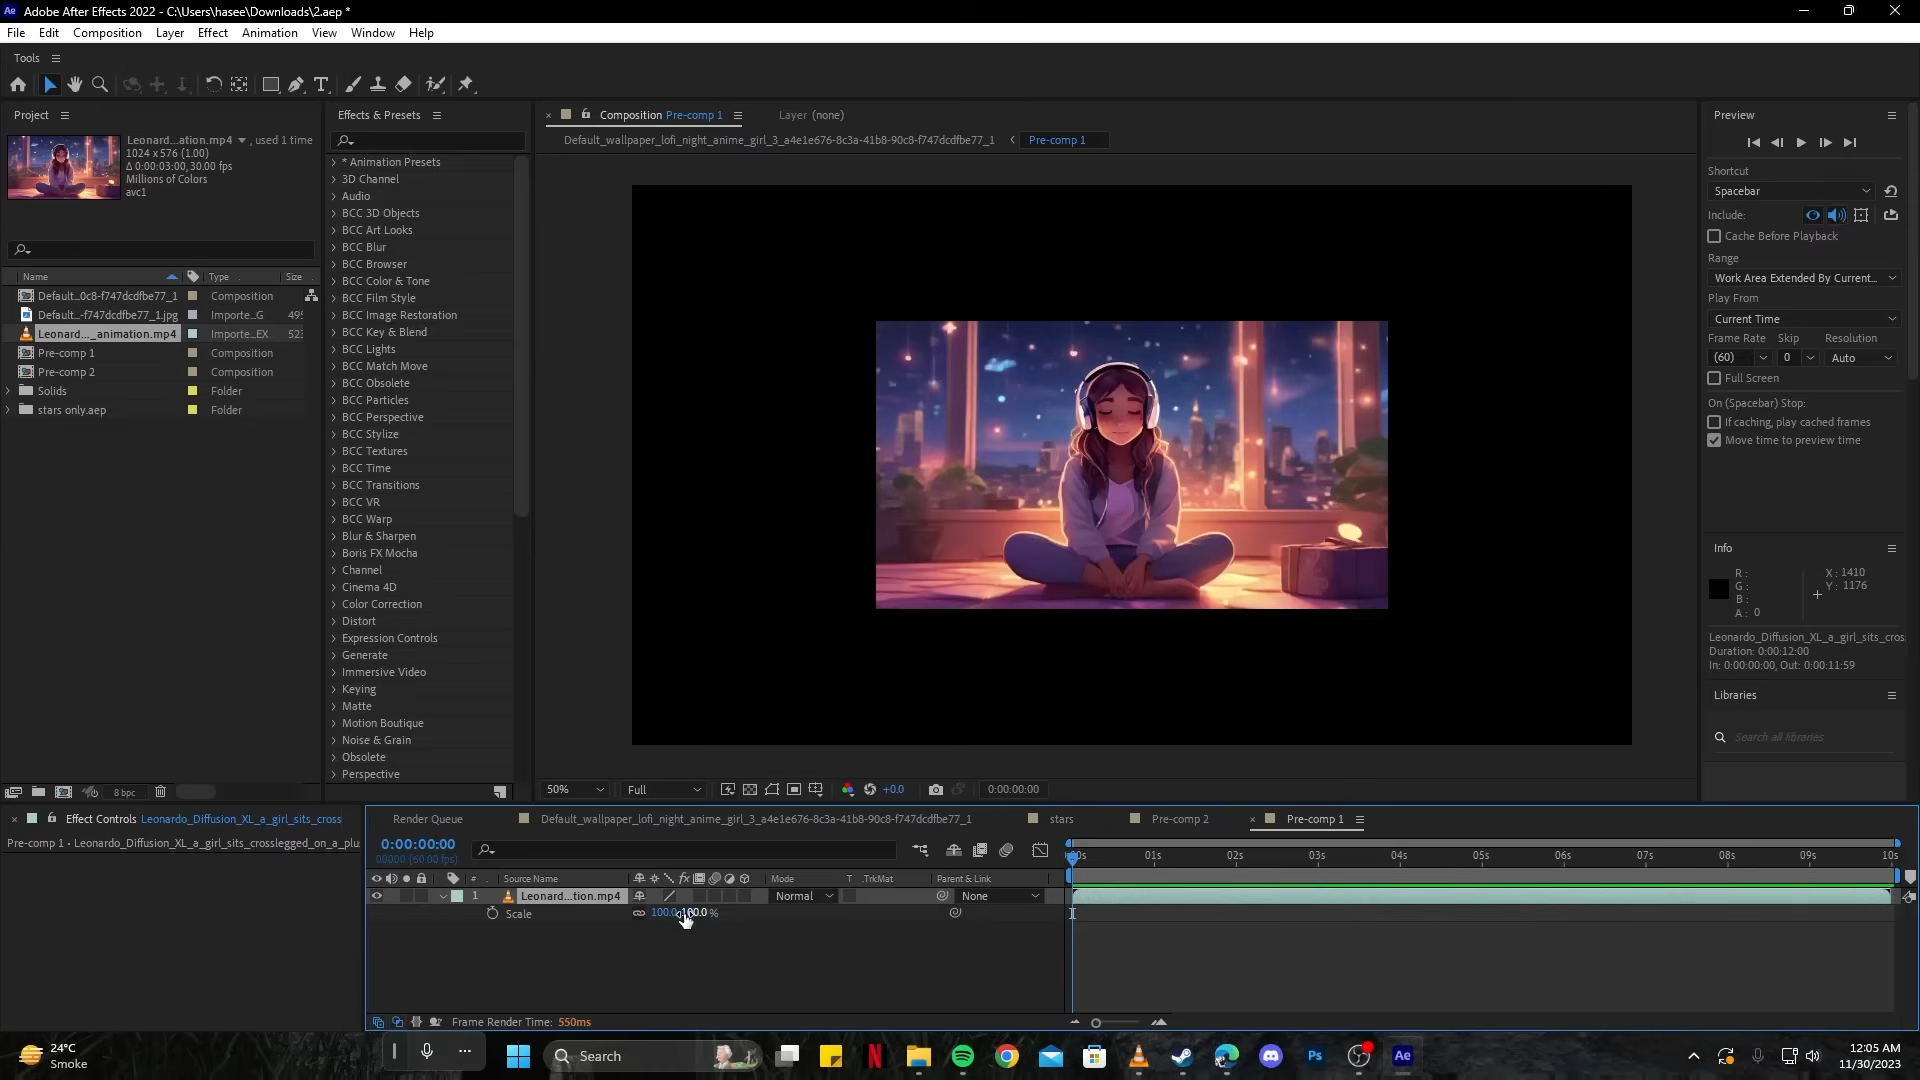 Adobe After Effects 2022 - C:\Users\hasee\Downloads\2.aep *
File Edit Composition Layer Effect Animation View Window Help
Tools
Project
Leonard...ation.mp4 , used 1 time
1024 x 576 (1.00)
Δ 0:00:03:00, 30.00 fps
Millions of Colors
avc1
Name Type Size
Default...0c8-f747dcdfbe77_1 Composition
Default...-f747dcdfbe77_1.jpg Importe...G 495
Leonard..._animation.mp4 Importe...EX 523
Pre-comp 1 Composition
Pre-comp 2 Composition
Solids Folder
stars only.aep Folder
8 bpc
Effects & Presets
* Animation Presets
3D Channel
Audio
BCC 3D Objects
BCC Art Looks
BCC Blur
BCC Browser
BCC Color & Tone
BCC Film Style
BCC Image Restoration
BCC Key & Blend
BCC Lights
BCC Match Move
BCC Obsolete
BCC Particles
BCC Perspective
BCC Stylize
BCC Textures
BCC Time
BCC Transitions
BCC VR
BCC Warp
Blur & Sharpen
Boris FX Mocha
Channel
Cinema 4D
Color Correction
Distort
Expression Controls
Generate
Immersive Video
Keying
Matte
Motion Boutique
Noise & Grain
Obsolete
Perspective
Composition Pre-comp 1 Layer (none)
Default_wallpaper_lofi_night_anime_girl_3_a4e1e676-8c3a-41b8-90c8-f747dcdfbe77_1 Pre-comp 1
50% Full +0.0 0:00:00:00
Preview
Shortcut
Spacebar
Include:
Cache Before Playback
Range
Work Area Extended By Current...
Play From
Current Time
Frame Rate Skip Resolution
(60) 0 Auto
Full Screen
On (Spacebar) Stop:
If caching, play cached frames
Move time to preview time
Info
R: X: 1410
G: Y: 1176
B:
A: 0
Leonardo_Diffusion_XL_a_girl_sits_cros
Duration: 0:00:12:00
In: 0:00:00:00, Out: 0:00:11:59
Libraries
Search all libraries
Effect Controls Leonardo_Diffusion_XL_a_girl_sits_cross
Pre-comp 1 • Leonardo_Diffusion_XL_a_girl_sits_crosslegged_on_a_plu
Render Queue Default_wallpaper_lofi_night_anime_girl_3_a4e1e676-8c3a-41b8-90c8-f747dcdfbe77_1 stars Pre-comp 2 Pre-comp 1
0:00:00:00
00000 (60.00 fps)
00s 01s 02s 03s 04s 05s 06s 07s 08s 09s 10s
# Source Name Mode T .TrkMat Parent & Link
1 Leonard...tion.mp4 Normal None
Scale 100.0, 100.0 %
Frame Render Time: 550ms
24°C
Smoke
Search
12:05 AM
11/30/2023